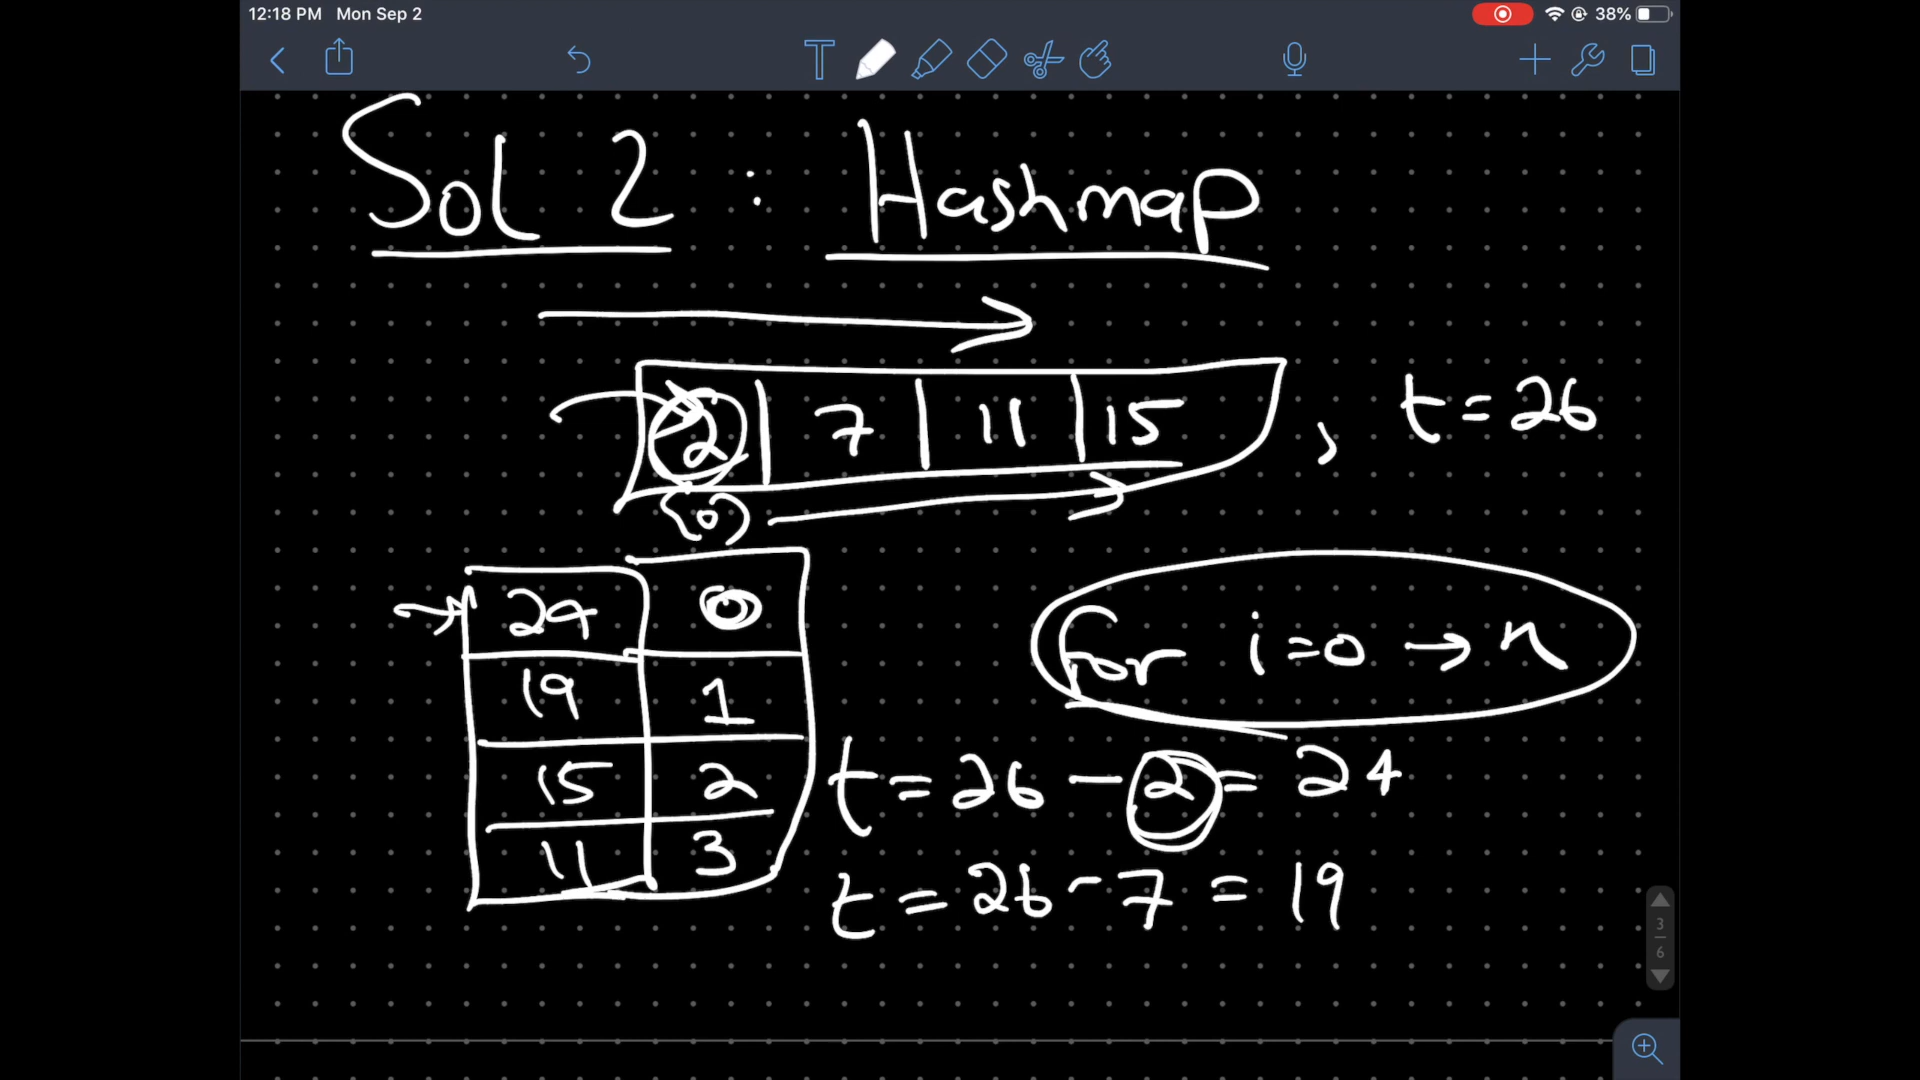 12:18 PM Mon Sep 2 38%
Sol 2 : Hashmap
2 7 11 15 , t = 26
(0)
24 0
19 1
15 2
11 3
for i=0 → n
t = 26 - 2 = 24
t = 26 - 7 = 19
3
6